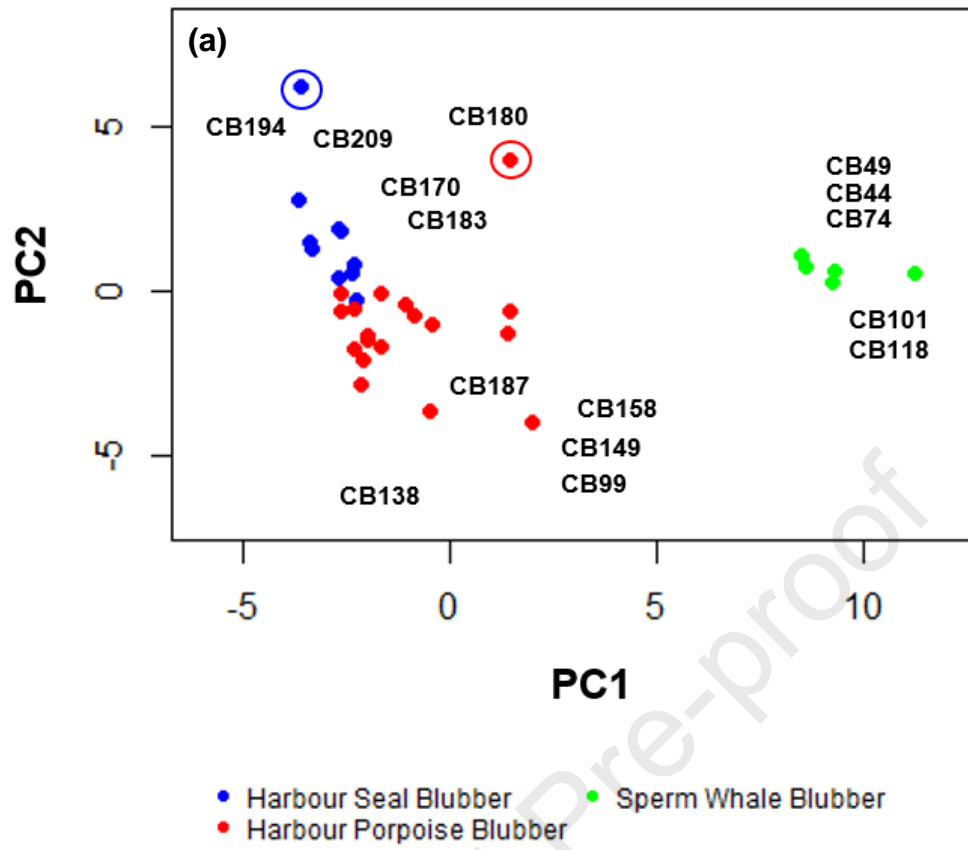 (a)
CB194
CB209
CB180
CB170
CB183
CB49
CB44
CB74
CB101
CB118
CB187
CB158
CB149
CB99
CB138
PC2
5
0
-5
-5
0
5
10
PC1
Harbour Seal Blubber
Sperm Whale Blubber
Harbour Porpoise Blubber
Pre-proof